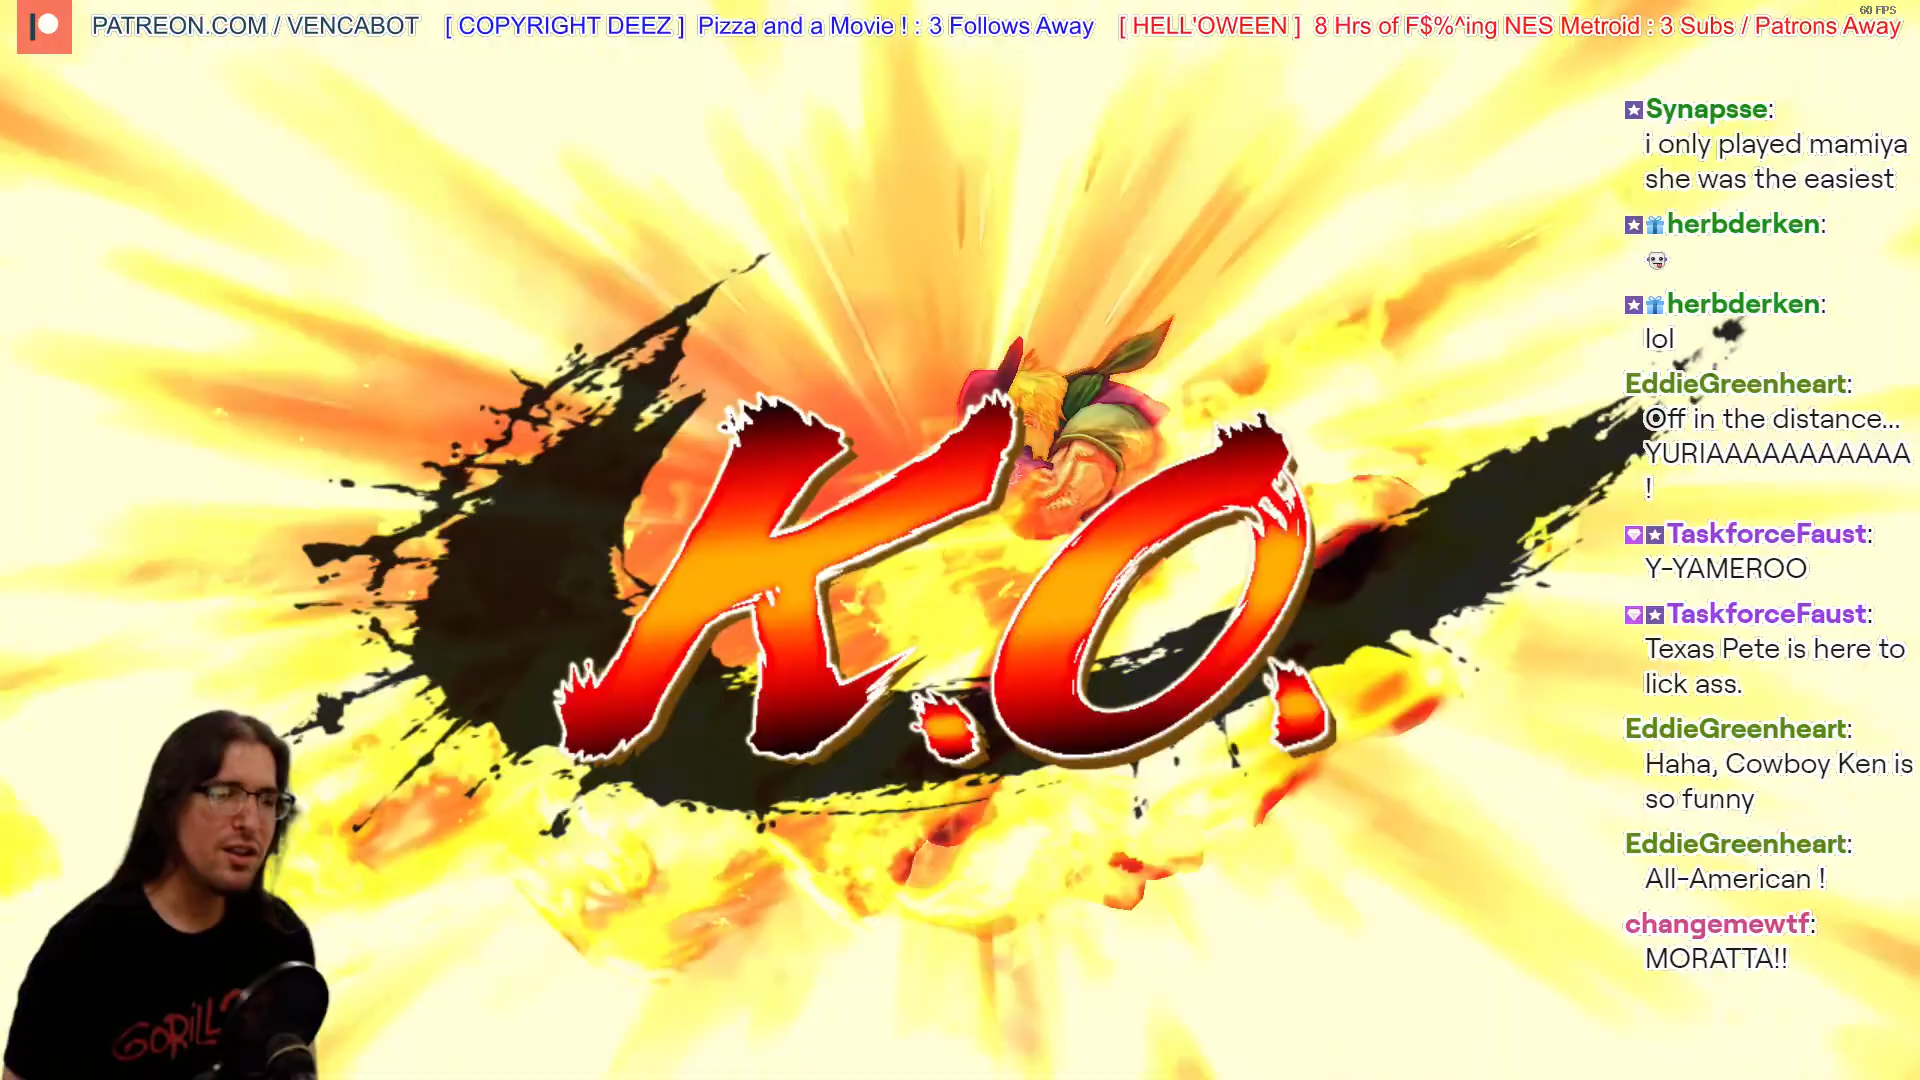 60 FPS
PATREON.COM / VENCABOT [ COPYRIGHT DEEZ ] Pizza and a Movie ! : 3 Follows Away [ HELL'OWEEN ] 8 Hrs of F$%^ing NES Metroid : 3 Subs / Patrons Away
Synapsse:
i only played mamiya
she was the easiest
herbderken:
herbderken:
lol
EddieGreenheart:
Off in the distance...
YURIAAAAAAAAAAA
!
TaskforceFaust:
Y-YAMEROO
TaskforceFaust:
Texas Pete is here to
lick ass.
EddieGreenheart:
Haha, Cowboy Ken is
so funny
EddieGreenheart:
All-American !
changemewtf:
MORATTA!!
K.O.